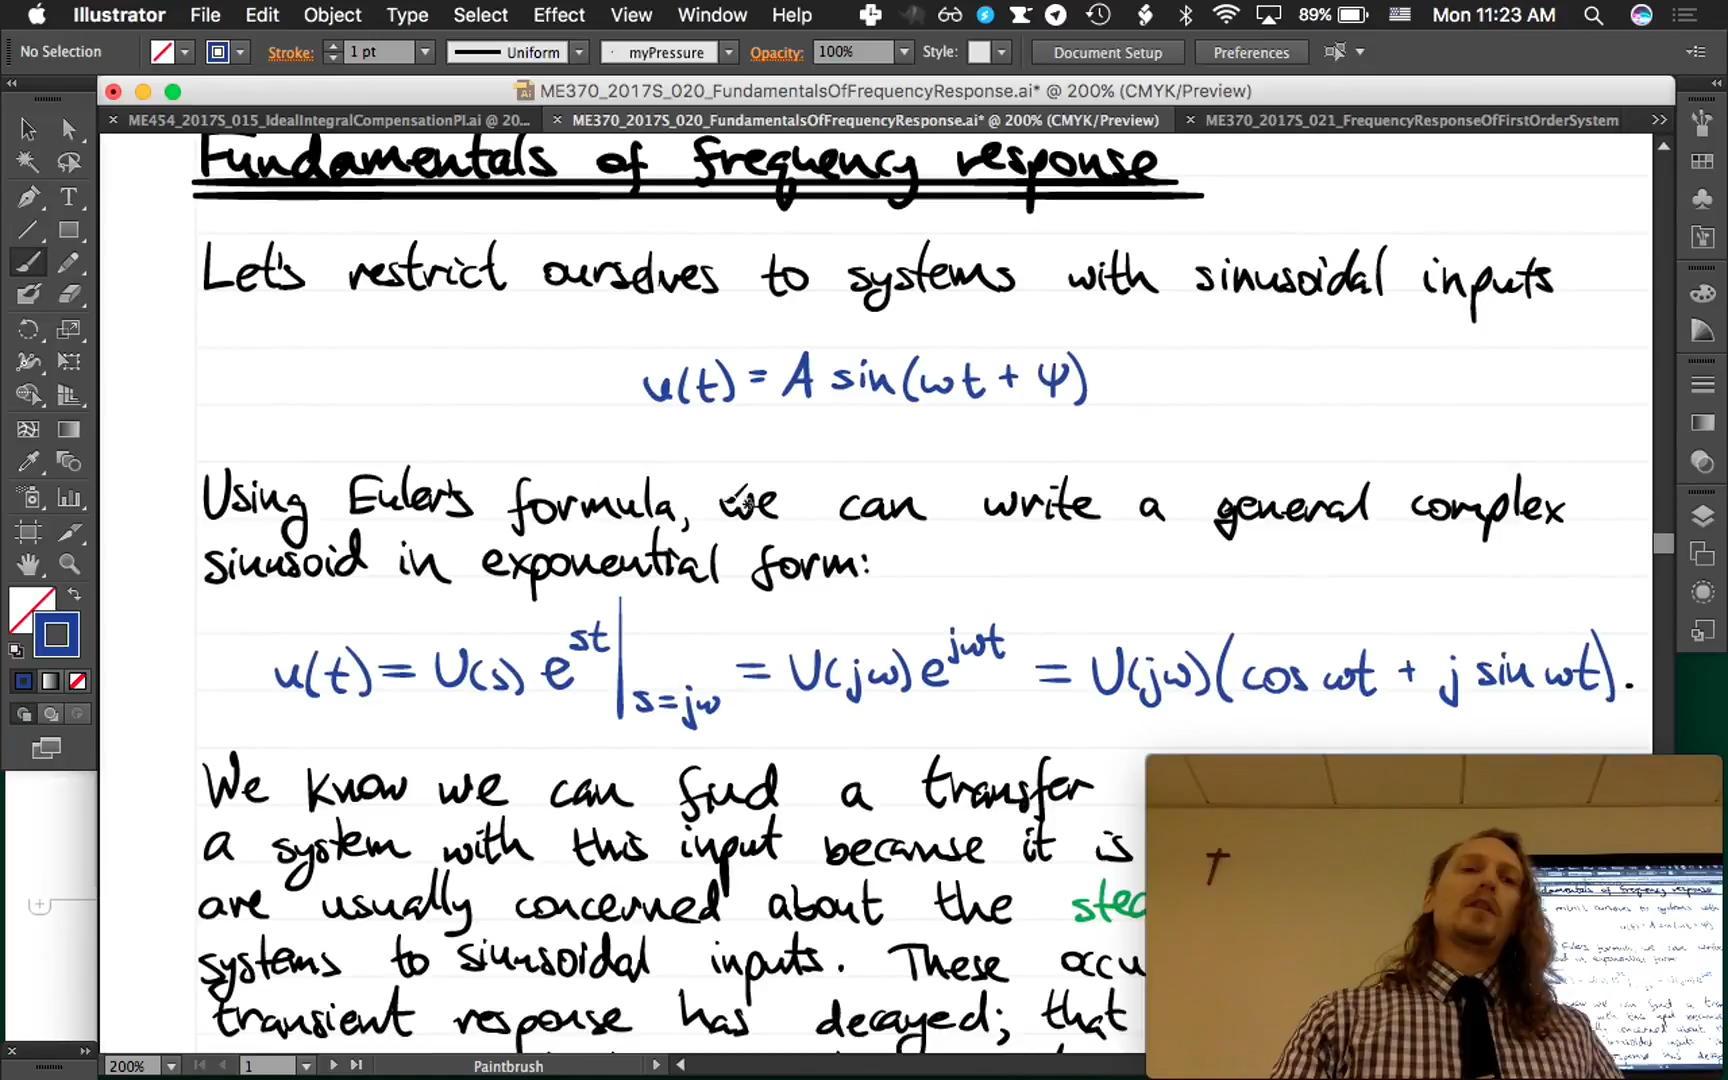 Illustrator File Edit Object Type Select Effect View Window Help 89% Mon 11:23 AM
No Selection Stroke: 1 pt Uniform myPressure Opacity: 100% Style: Document Setup Preferences
ME370_2017S_020_FundamentalsOfFrequencyResponse.ai* @ 200% (CMYK/Preview)
ME454_2017S_015_IdealIntegralCompensationPI.ai @ 20... ME370_2017S_020_FundamentalsOfFrequencyResponse.ai* @ 200% (CMYK/Preview) ME370_2017S_021_FrequencyResponseOfFirstOrderSystem
Fundamentals of frequency response
Let's restrict ourselves to systems with sinusoidal inputs
u(t) = A sin(ωt + Ψ)
Using Euler's formula, we can write a general complex
sinusoid in exponential form:
u(t) = U(s) e^{st} |_{s=jω} = U(jω) e^{jωt} = U(jω)(cos ωt + j sin ωt).
We know we can find a transfer
a system with this input because it is
are usually concerned about the stea
systems to sinusoidal inputs. These occu
transient response has decayed; that
200% 1 Paintbrush